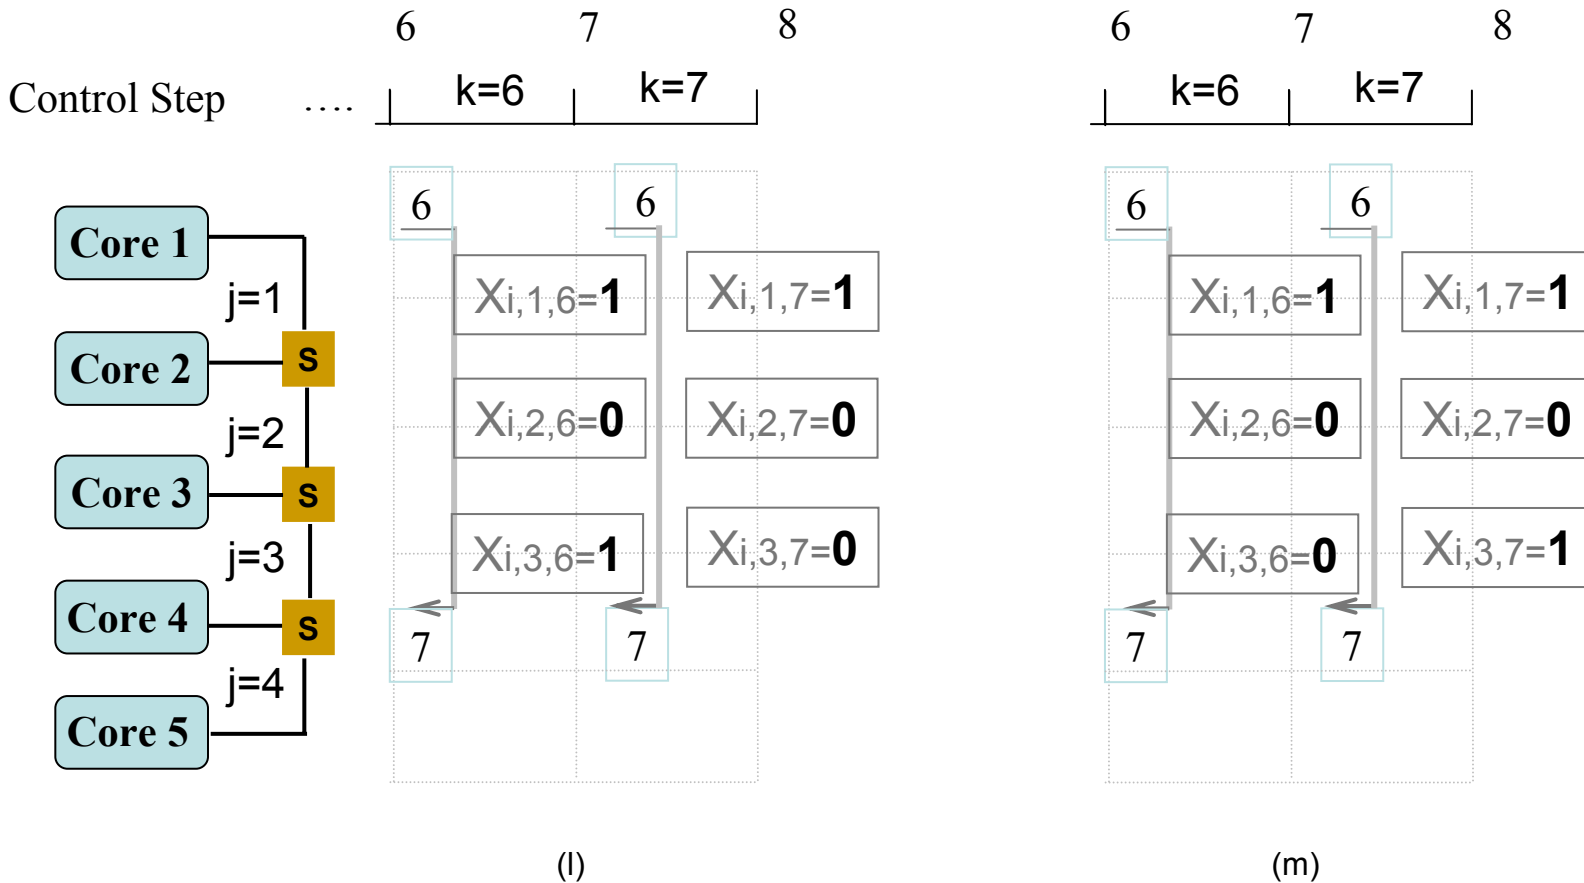 6 7 8 6 7 8
Control Step .... k=6 k=7 k=6 k=7
6 6 6 6
Core 1
Xi,1,6=1 Xi,1,7=1 Xi,1,6=1 Xi,1,7=1
j=1
S
Core 2
Xi,2,6=0 Xi,2,7=0 Xi,2,6=0 Xi,2,7=0
j=2
Core 3 S
Xi,3,6=1 Xi,3,7=0 Xi,3,6=0 Xi,3,7=1
j=3
Core 4 S
7 7 7 7
j=4
Core 5
(l) (m)